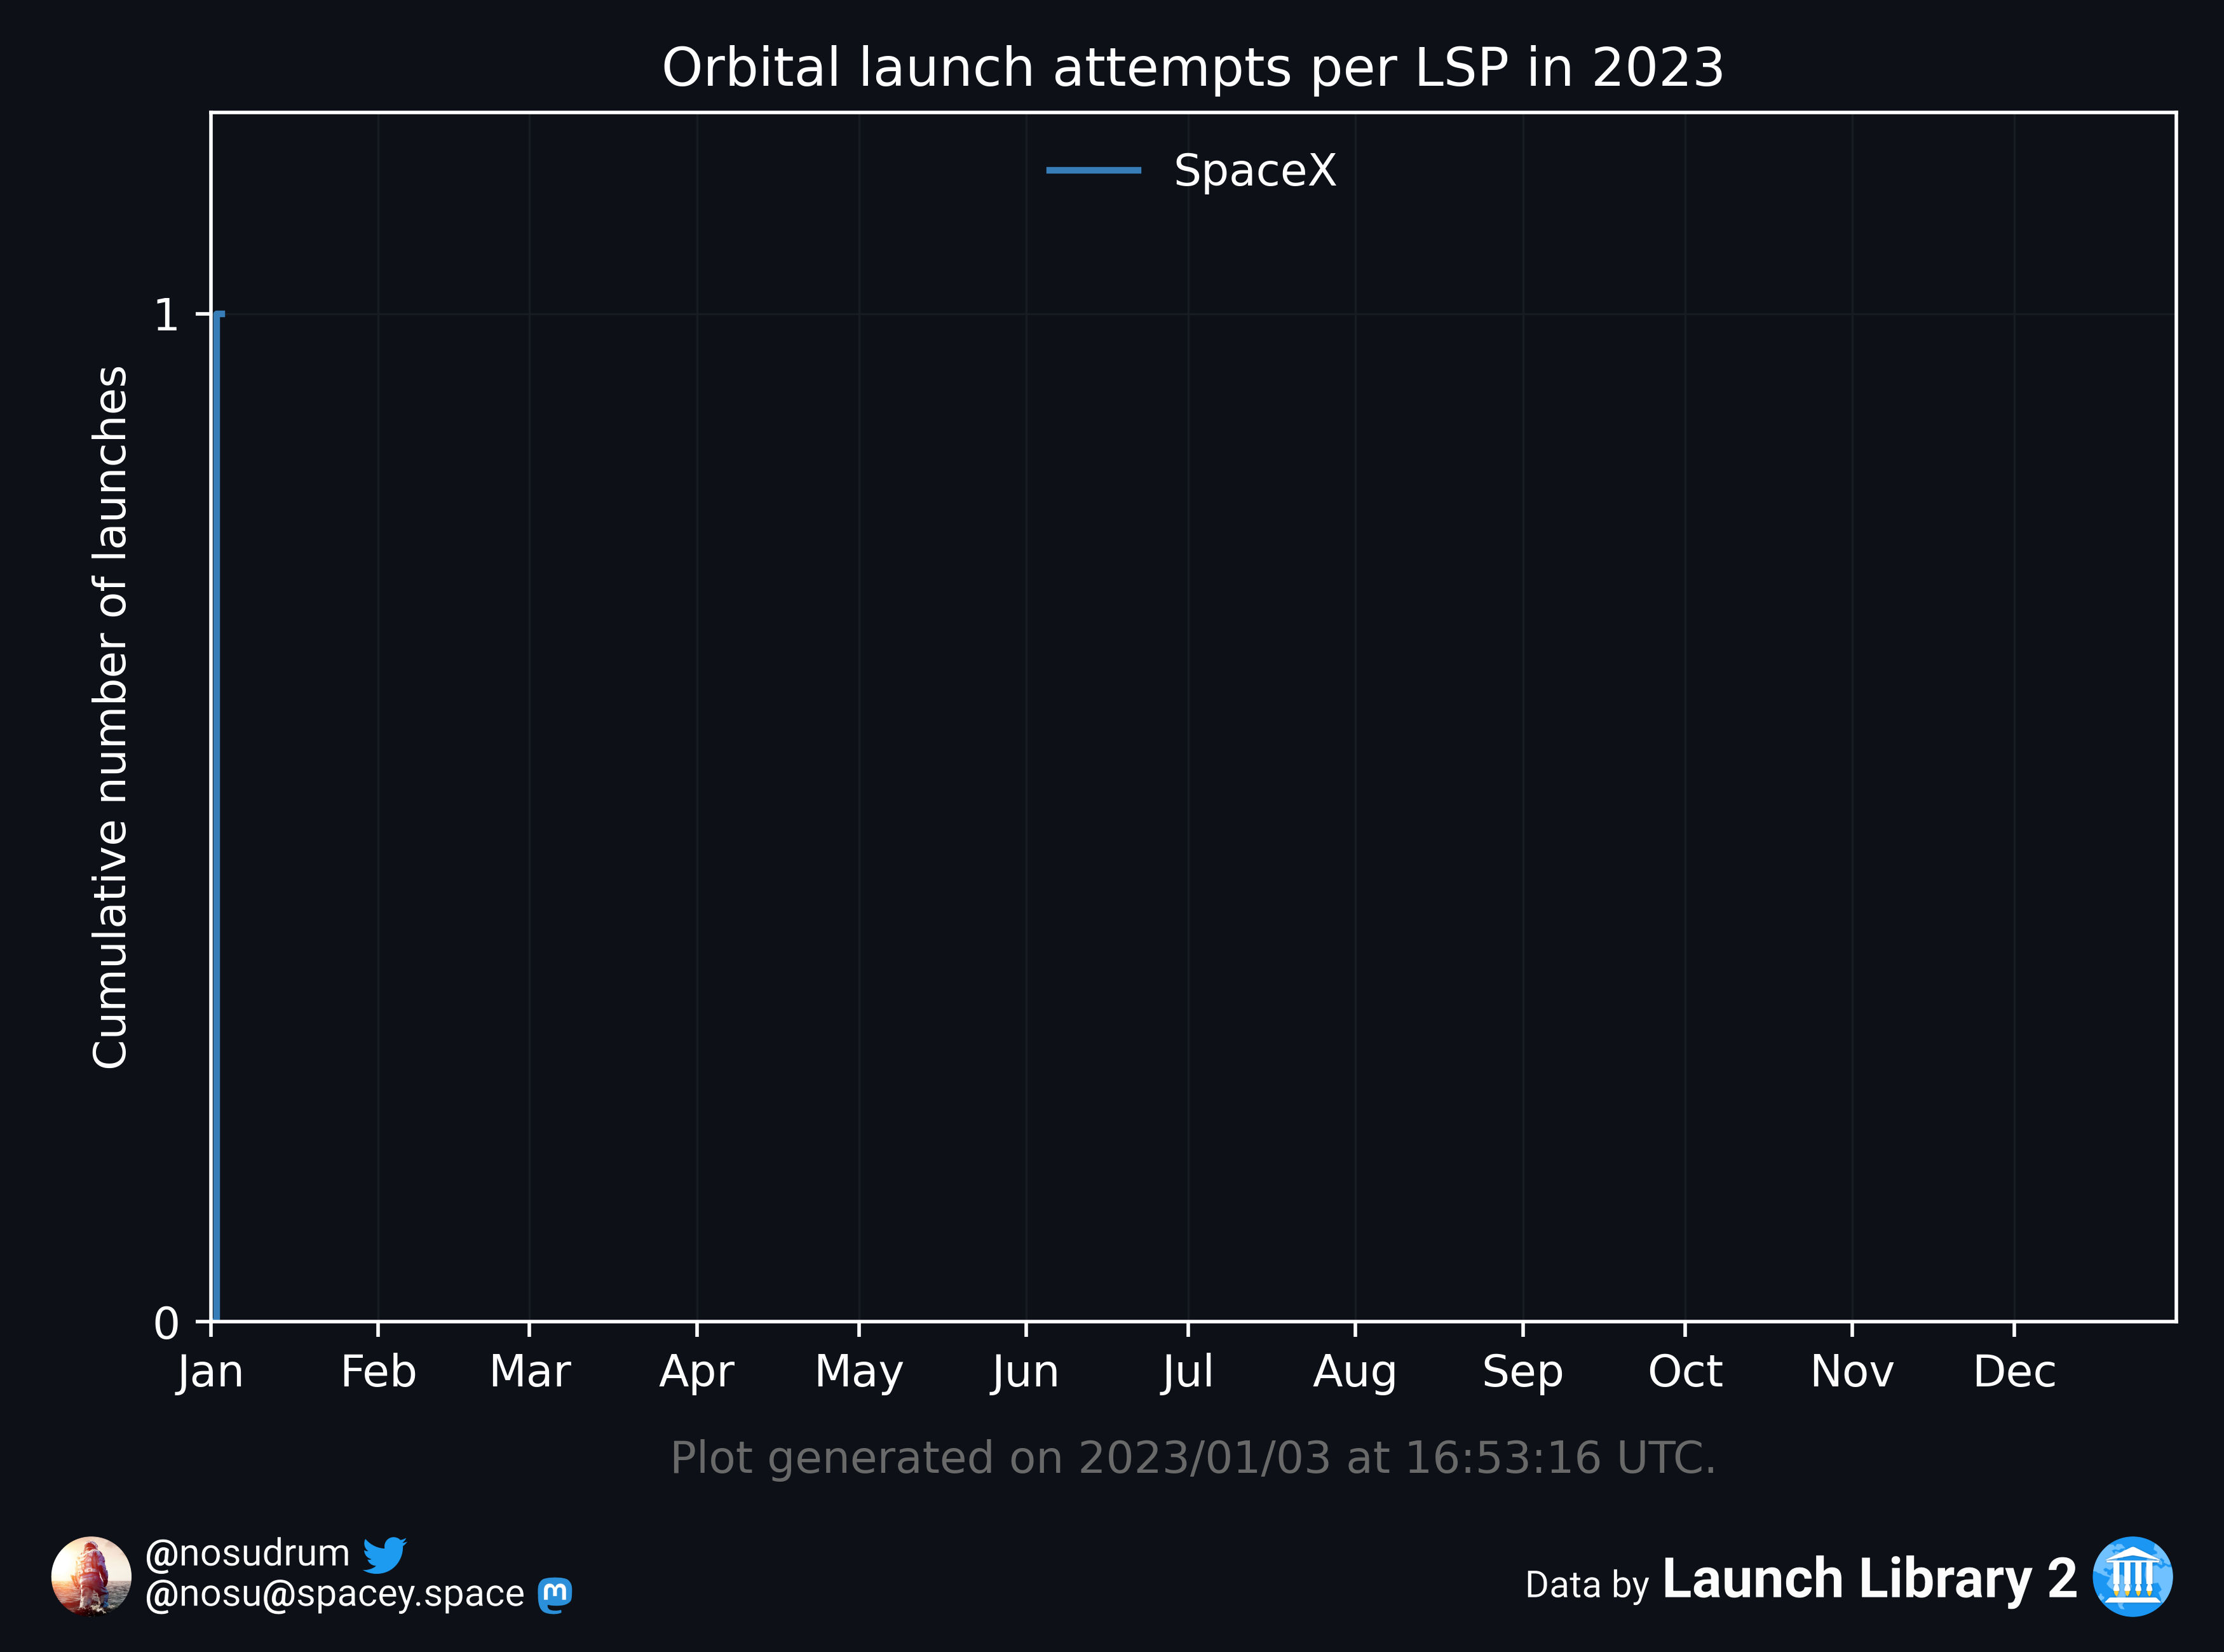 Orbital launch attempts per LSP in 2023
SpaceX
1
Cumulative number of launches
0
Jan Feb Mar Apr May Jun Jul Aug Sep Oct Nov Dec
Plot generated on 2023/01/03 at 16:53:16 UTC.
@nosudrum
@nosu@spacey.space
Data by Launch Library 2